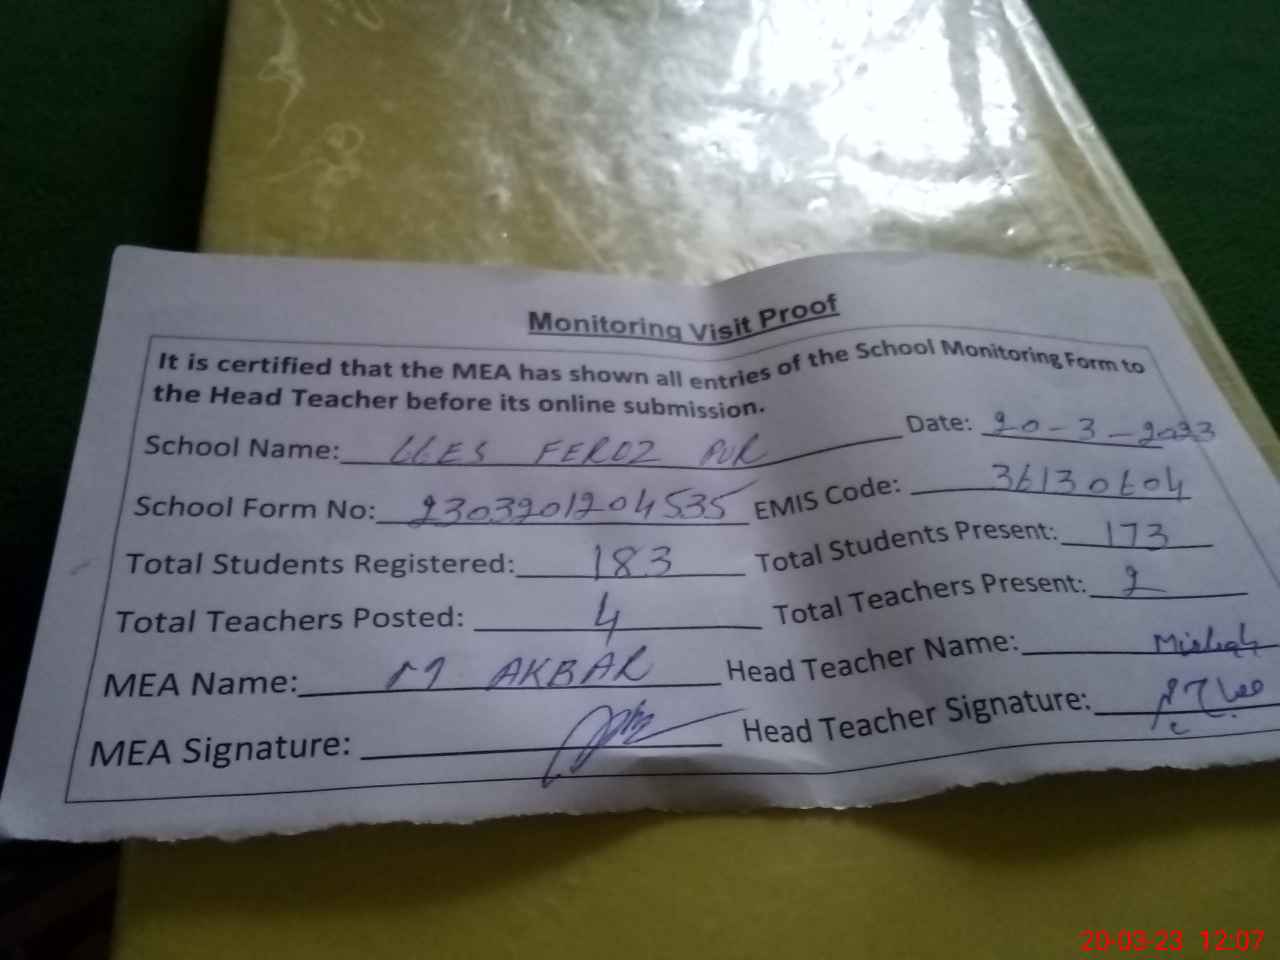 Monitoring Visit Proof
It is certified that the MEA has shown all entries of the School Monitoring Form to
the Head Teacher before its online submission.
School Name: GGES FEROZ PUR Date: 20-3-2023
School Form No: 2303201204535 EMIS Code: 36130604
Total Students Registered: 183 Total Students Present: 173
Total Teachers Posted: 4 Total Teachers Present: 2
MEA Name: M AKBAR Head Teacher Name:
MEA Signature: Head Teacher Signature:
20-03-23 12:07